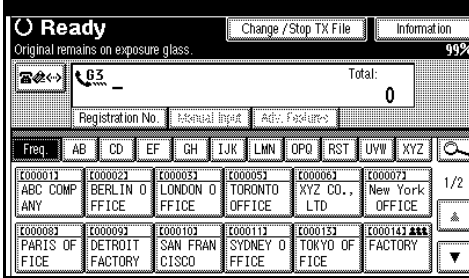 Ready
Change / Stop TX File
Information
Original remains on exposure glass.
99%
G3
Total:
0
Registration No.
Manual Input
Adv. Features
Freq.
AB
CD
EF
GH
IJK
LMN
OPQ
RST
UVW
XYZ
[00001]
ABC COMP
ANY
[00002]
BERLIN O
FFICE
[00003]
LONDON O
FFICE
[00005]
TORONTO
OFFICE
[00006]
XYZ CO.,
LTD
[00007]
New York
OFFICE
1/2
[00008]
PARIS OF
FICE
[00009]
DETROIT
FACTORY
[00010]
SAN FRAN
CISCO
[00011]
SYDNEY O
FFICE
[00013]
TOKYO OF
FICE
[00014]
FACTORY